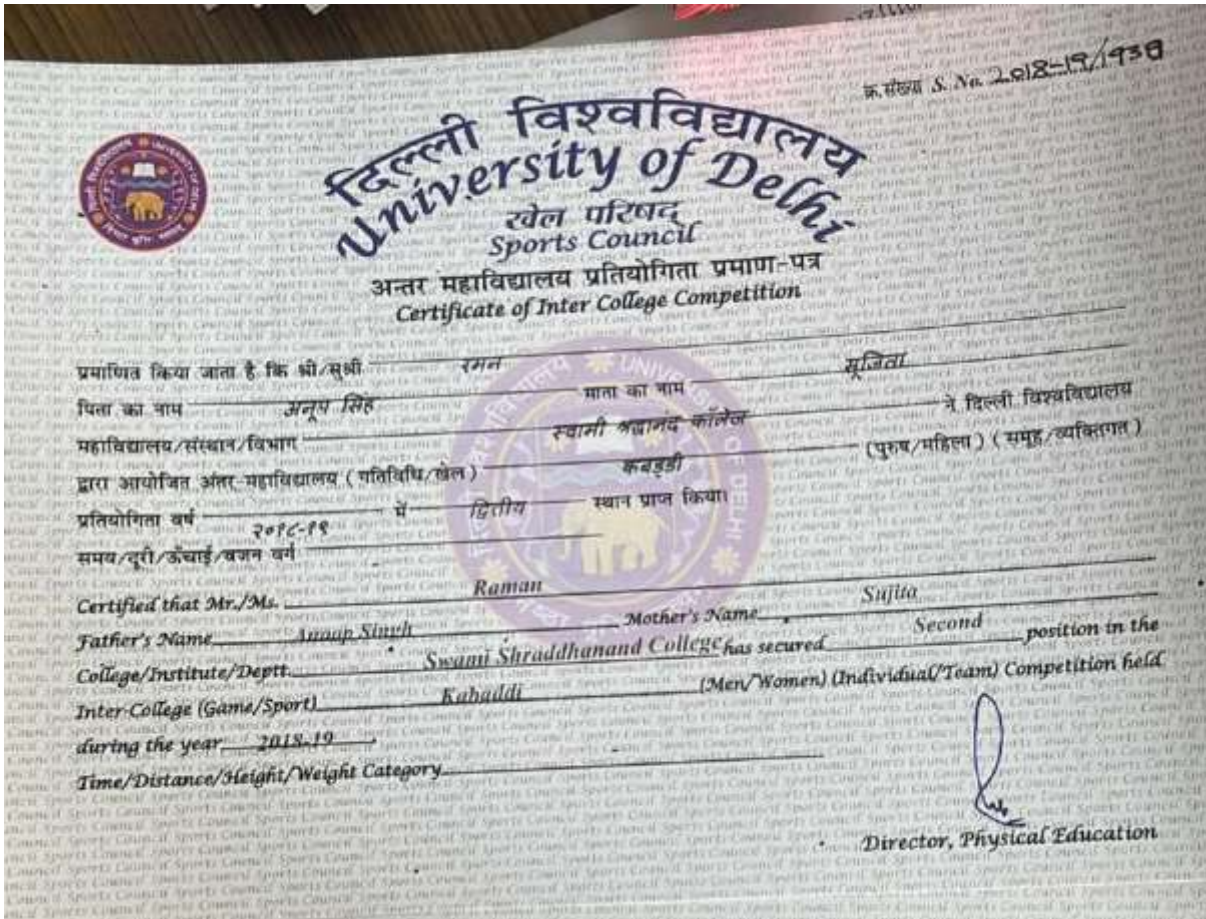 क्र.संख्या S. No. 2018-19/1938
दिल्ली विश्वविद्यालय
University of Delhi
खेल परिषद्
Sports Council
अन्तर महाविद्यालय प्रतियोगिता प्रमाण-पत्र
Certificate of Inter College Competition
प्रमाणित किया जाता है कि श्री/सुश्री रमन
पिता का नाम अनूप सिंह माता का नाम सूजिता
महाविद्यालय/संस्थान/विभाग स्वामी श्रद्धानंद कॉलेज ने दिल्ली विश्वविद्यालय
द्वारा आयोजित अंतर महाविद्यालय (गतिविधि/खेल) कबड्डी (पुरुष/महिला) (समूह/व्यक्तिगत)
प्रतियोगिता वर्ष २०१८-१९ में द्वितीय स्थान प्राप्त किया।
समय/दूरी/ऊँचाई/वजन वर्ग
Certified that Mr./Ms. Raman
Father's Name Anoop Singh Mother's Name Sujita
College/Institute/Deptt. Swami Shraddhanand College has secured Second position in the
Inter-College (Game/Sport) Kabaddi (Men/Women) (Individual/Team) Competition held
during the year 2018-19
Time/Distance/Height/Weight Category
Director, Physical Education